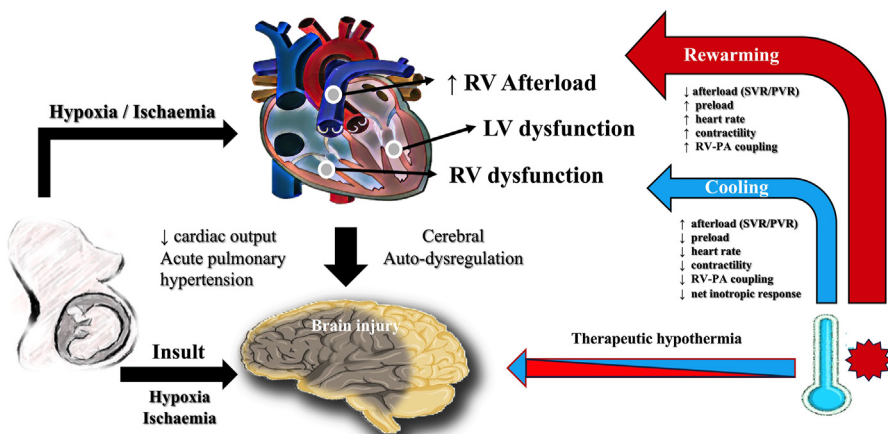 Rewarming
↓ afterload (SVR/PVR)
↑ preload
↑ heart rate
↑ contractility
↑ RV-PA coupling
Hypoxia / Ischaemia
↑ RV Afterload
LV dysfunction
RV dysfunction
Cooling
↑ afterload (SVR/PVR)
↓ preload
↓ heart rate
↓ contractility
↓ RV-PA coupling
↓ net inotropic response
↓ cardiac output
Acute pulmonary
hypertension
Cerebral
Auto-dysregulation
Brain injury
Therapeutic hypothermia
Insult
Hypoxia
Ischaemia